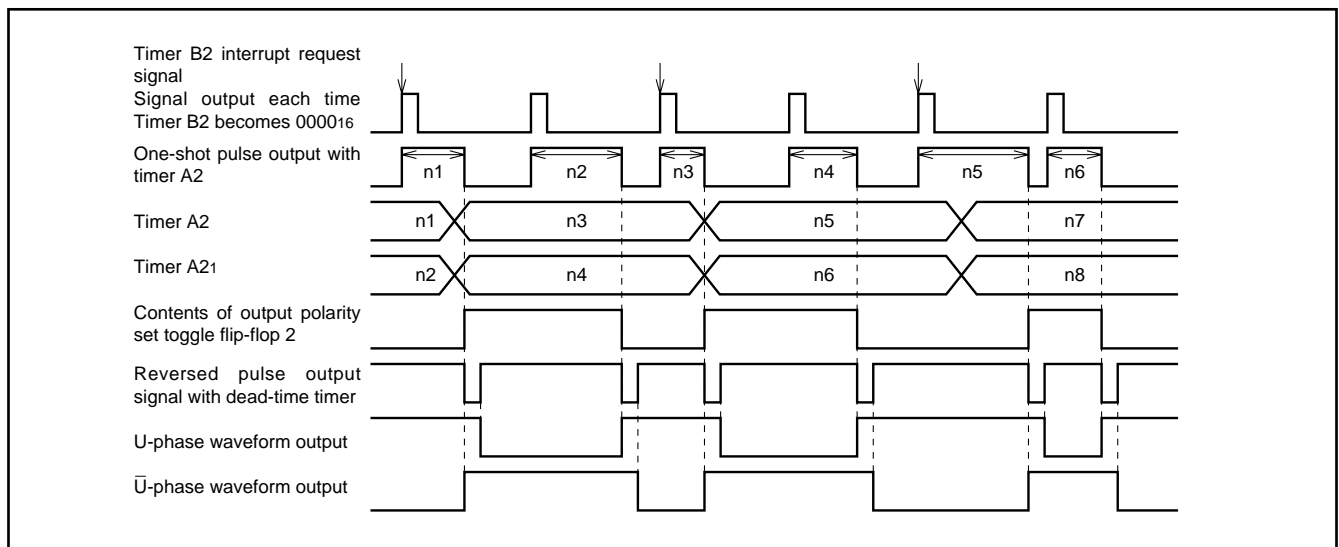 Timer B2 interrupt request
signal
Signal output each time
Timer B2 becomes 000016
One-shot pulse output with
timer A2
n1 n2 n3 n4 n5 n6
Timer A2
n1 n3 n5 n7
Timer A21
n2 n4 n6 n8
Contents of output polarity
set toggle flip-flop 2
Reversed pulse output
signal with dead-time timer
U-phase waveform output
U̅-phase waveform output